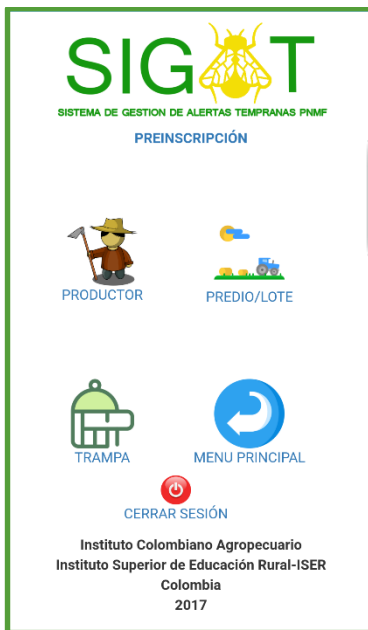 SIGAT
SISTEMA DE GESTION DE ALERTAS TEMPRANAS PNMF
PREINSCRIPCIÓN
PRODUCTOR
PREDIO/LOTE
TRAMPA
MENU PRINCIPAL
CERRAR SESIÓN
Instituto Colombiano Agropecuario
Instituto Superior de Educación Rural-ISER
Colombia
2017